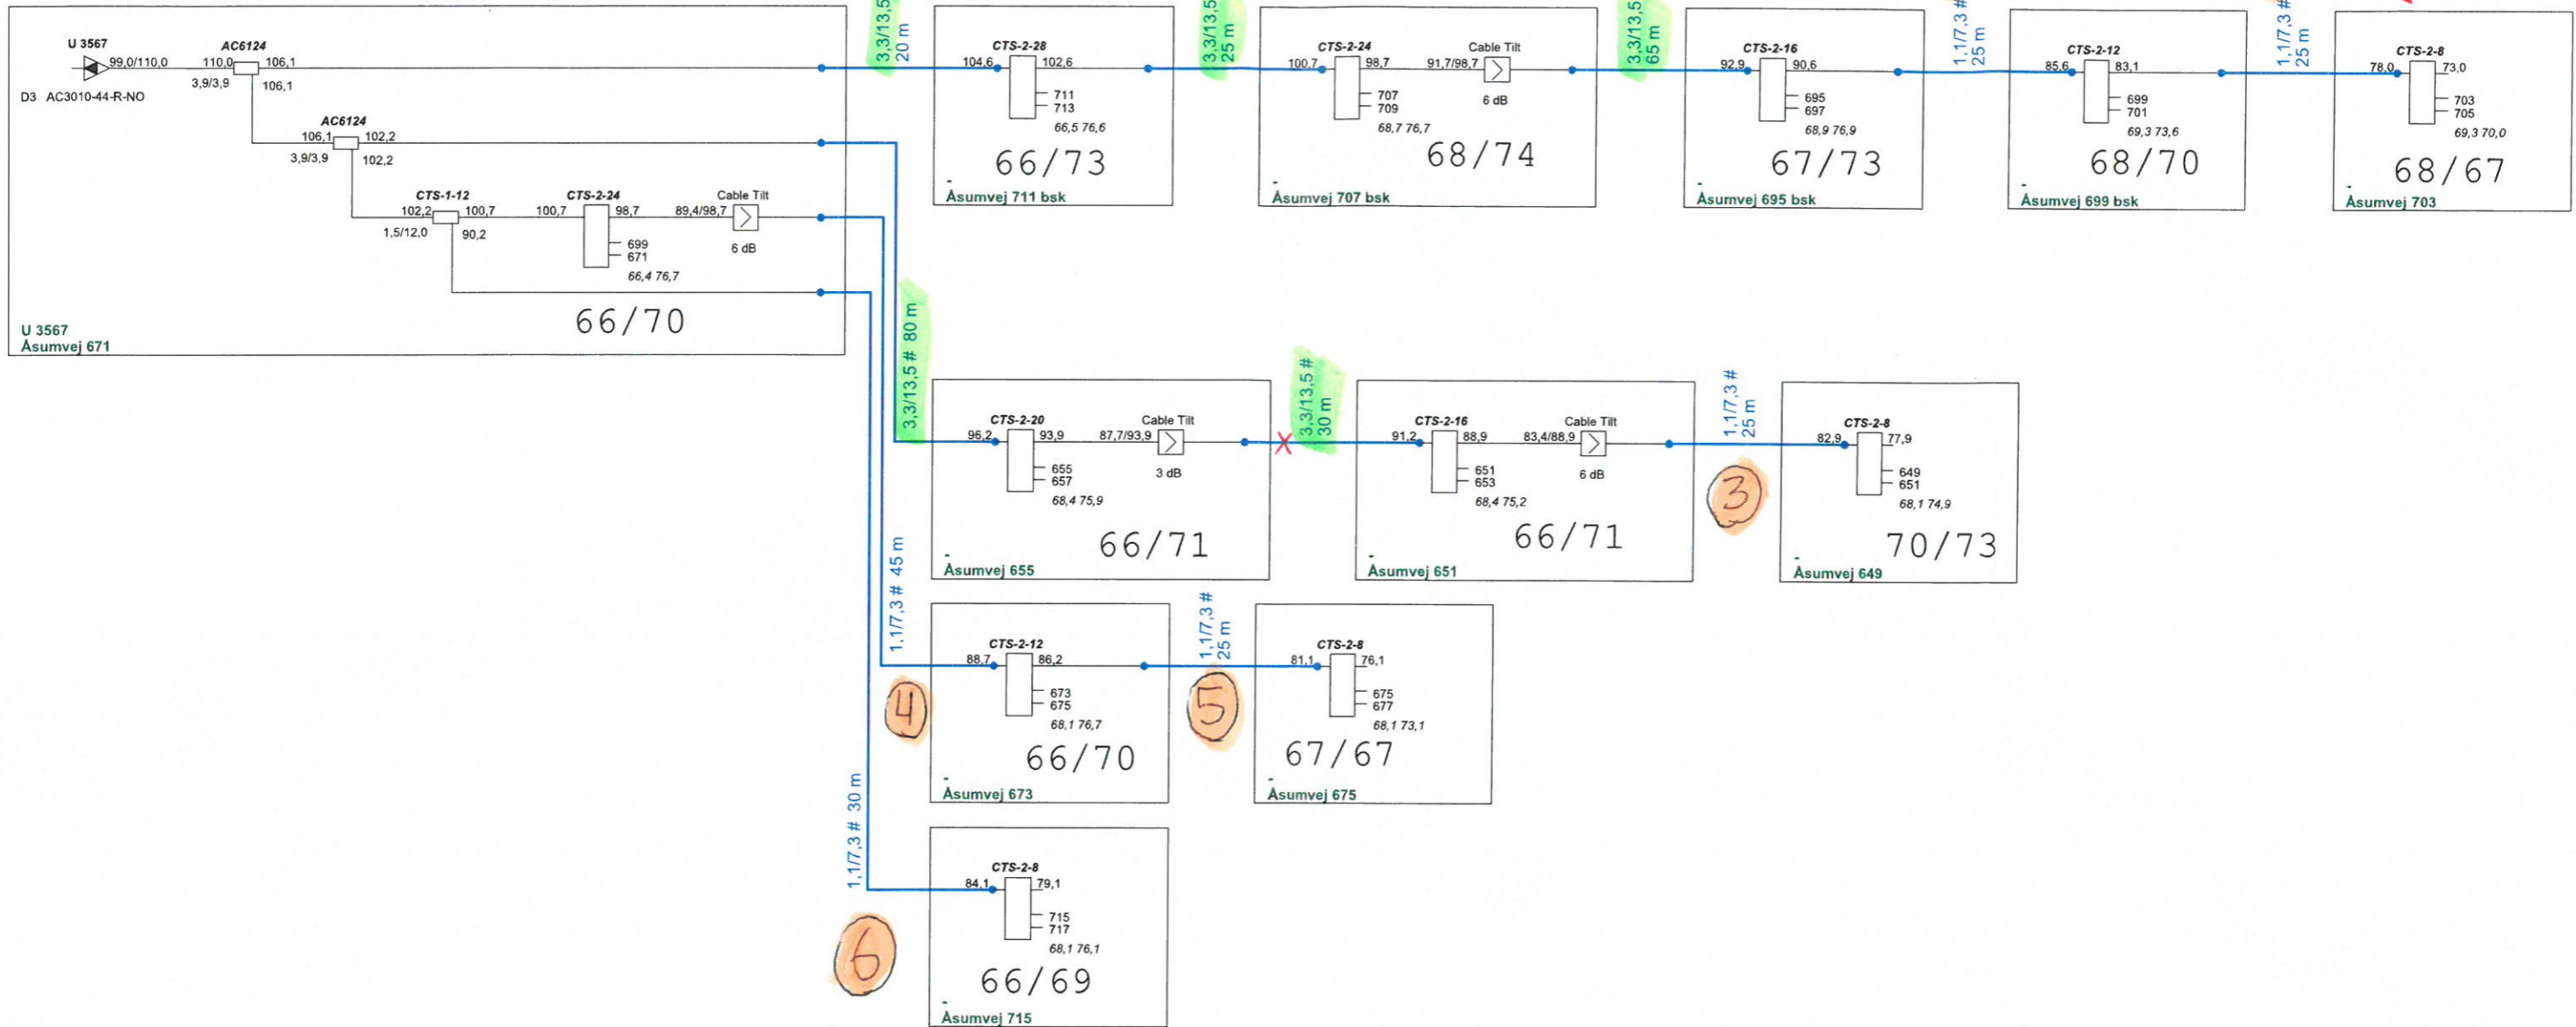 U 3567
99,0/110,0
D3 AC3010-44-R-NO
AC6124
110,0 106,1
3,9/3,9
106,1
AC6124
106,1 102,2
3,9/3,9
102,2
CTS-1-12
102,2 100,7
1,5/12,0
90,2
CTS-2-24
100,7 98,7
699
671
66,4 76,7
89,4/98,7
Cable Tilt
6 dB
66/70
U 3567
Åsumvej 671
3,3/13,5
20 m
CTS-2-28
104,6 102,6
711
713
66,5 76,6
66/73
-
Åsumvej 711 bsk
3,3/13,5
25 m
CTS-2-24
100,7 98,7
707
709
68,7 76,7
91,7/98,7
Cable Tilt
6 dB
68/74
-
Åsumvej 707 bsk
3,3/13,5
65 m
CTS-2-16
92,9 90,6
695
697
68,9 76,9
67/73
-
Åsumvej 695 bsk
1,1/7,3 #
25 m
CTS-2-12
85,6 83,1
699
701
69,3 73,6
68/70
-
Åsumvej 699 bsk
1,1/7,3 #
25 m
CTS-2-8
78,0 73,0
703
705
69,3 70,0
68/67
-
Åsumvej 703
3,3/13,5 # 80 m
CTS-2-20
96,2 93,9
655
657
68,4 75,9
87,7/93,9
Cable Tilt
3 dB
66/71
-
Åsumvej 655
X
3,3/13,5 #
30 m
CTS-2-16
91,2 88,9
651
653
68,4 75,2
83,4/88,9
Cable Tilt
6 dB
66/71
-
Åsumvej 651
1,1/7,3 #
25 m
3
CTS-2-8
82,9 77,9
649
651
68,1 74,9
70/73
-
Åsumvej 649
1,1/7,3 # 45 m
4
CTS-2-12
88,7 86,2
673
675
68,1 76,7
66/70
-
Åsumvej 673
1,1/7,3 #
25 m
5
CTS-2-8
81,1 76,1
675
677
68,1 73,1
67/67
-
Åsumvej 675
1,1/7,3 # 30 m
6
CTS-2-8
84,1 79,1
715
717
68,1 76,1
66/69
-
Åsumvej 715